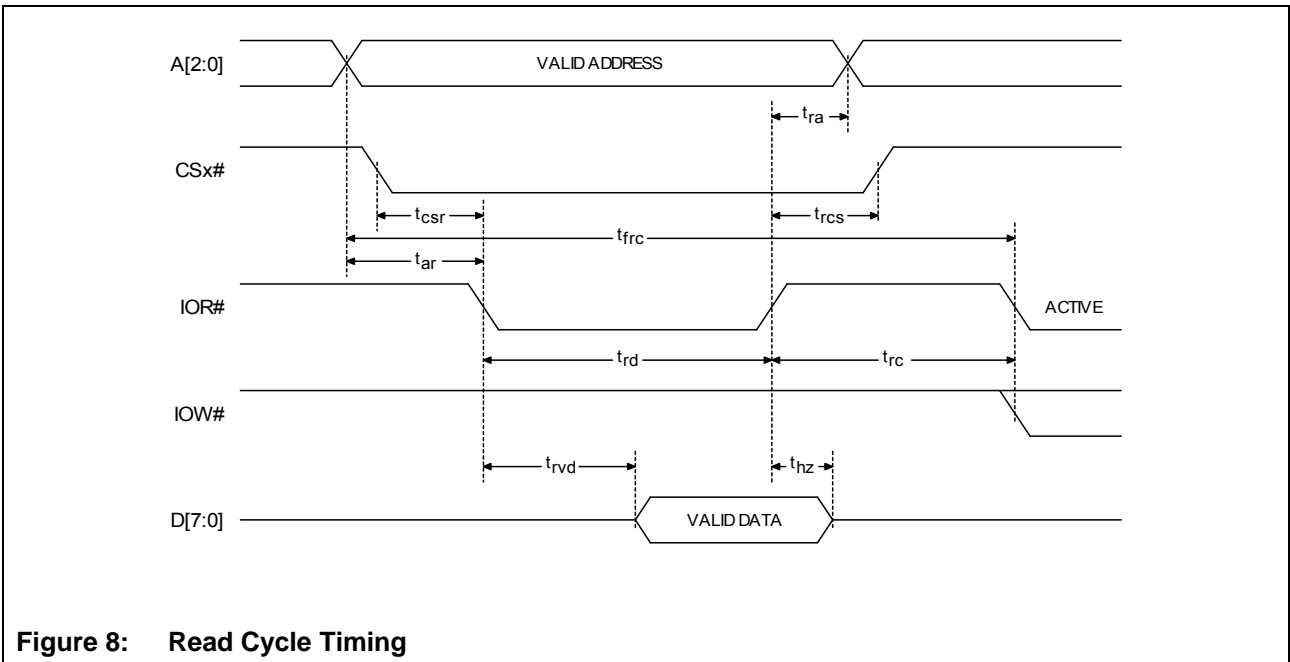 A[2:0]
VALID ADDRESS
tra
CSx#
tcsr
trcs
tfrc
tar
IOR#
ACTIVE
trd
trc
IOW#
trvd
thz
D[7:0]
VALID DATA
Figure 8: Read Cycle Timing